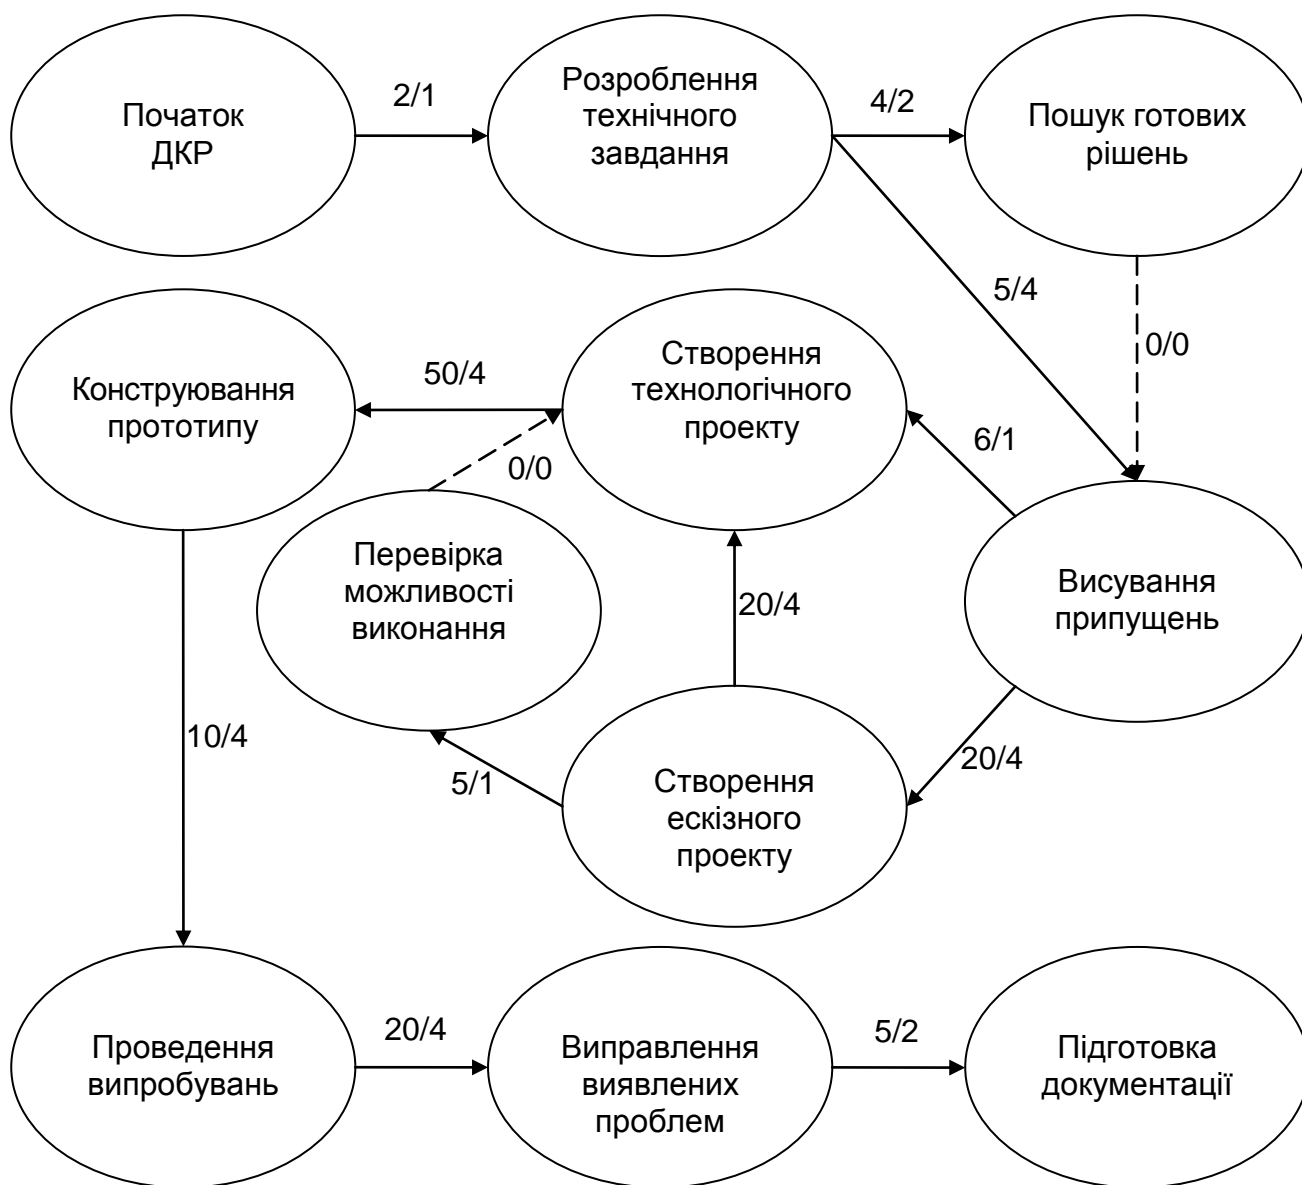 Початок
ДКР
2/1
Розроблення
технічного
завдання
4/2
Пошук готових
рішень
5/4
0/0
Конструювання
прототипу
50/4
Створення
технологічного
проекту
6/1
0/0
Перевірка
можливості
виконання
20/4
Висування
припущень
10/4
5/1
Створення
ескізного
проекту
20/4
Проведення
випробувань
20/4
Виправлення
виявлених
проблем
5/2
Підготовка
документації